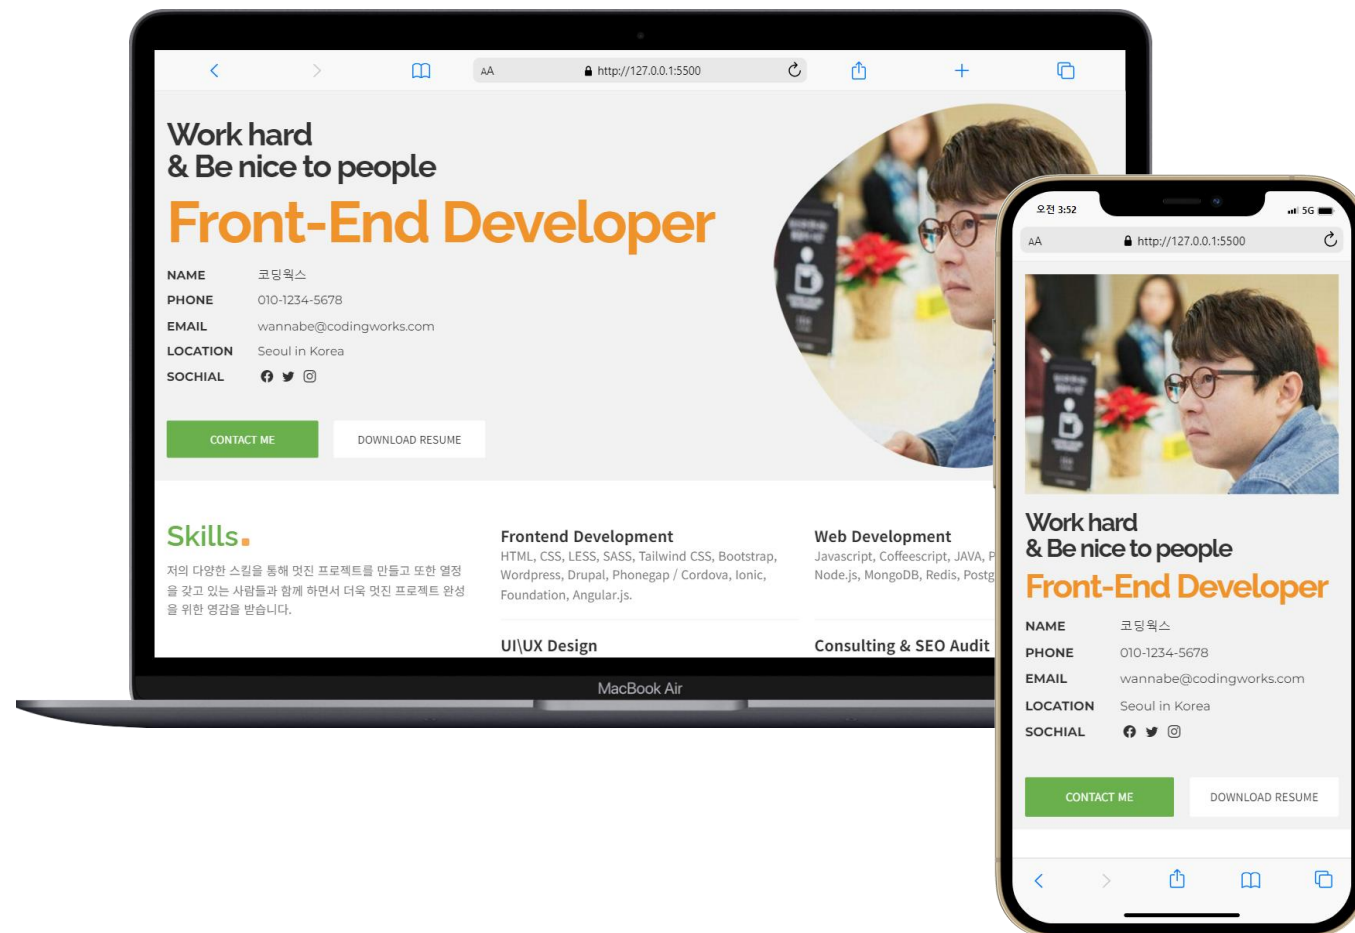 AA
http://127.0.0.1:5500
Work hard
& Be nice to people
Front-End Developer
NAME 코딩웍스
PHONE 010-1234-5678
EMAIL wannabe@codingworks.com
LOCATION Seoul in Korea
SOCHIAL
CONTACT ME DOWNLOAD RESUME
Skills.
저의 다양한 스킬을 통해 멋진 프로젝트를 만들고 또한 열정
을 갖고 있는 사람들과 함께 하면서 더욱 멋진 프로젝트 완성
을 위한 영감을 받습니다.
Frontend Development
HTML, CSS, LESS, SASS, Tailwind CSS, Bootstrap,
Wordpress, Drupal, Phonegap / Cordova, Ionic,
Foundation, Angular.js.
Web Development
Javascript, Coffeescript, JAVA, P
Node.js, MongoDB, Redis, Postg
UI\UX Design
Consulting & SEO Audit
MacBook Air
오전 3:52 5G
AA http://127.0.0.1:5500
Work hard
& Be nice to people
Front-End Developer
NAME 코딩웍스
PHONE 010-1234-5678
EMAIL wannabe@codingworks.com
LOCATION Seoul in Korea
SOCHIAL
CONTACT ME DOWNLOAD RESUME